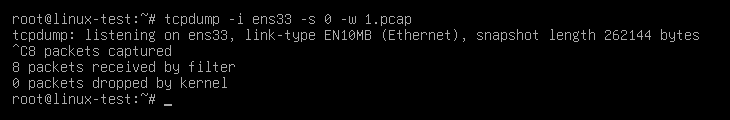 root@linux-test:~# tcpdump -i ens33 -s 0 -w 1.pcap
tcpdump: listening on ens33, link-type EN10MB (Ethernet), snapshot length 262144 bytes
^C8 packets captured
8 packets received by filter
0 packets dropped by kernel
root@linux-test:~# _